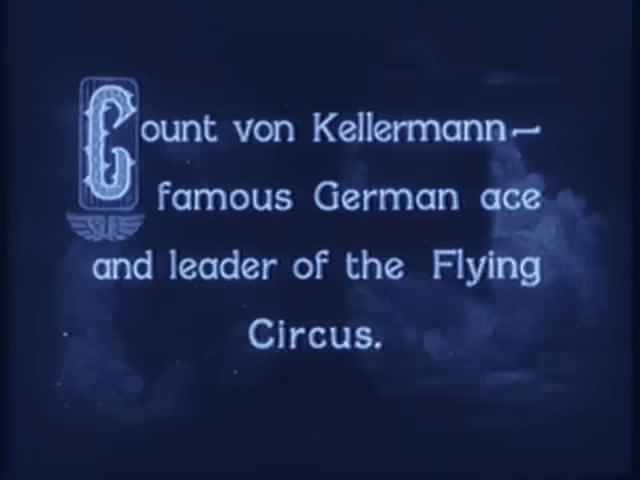 Count von Kellermann—
famous German ace
and leader of the Flying
Circus.